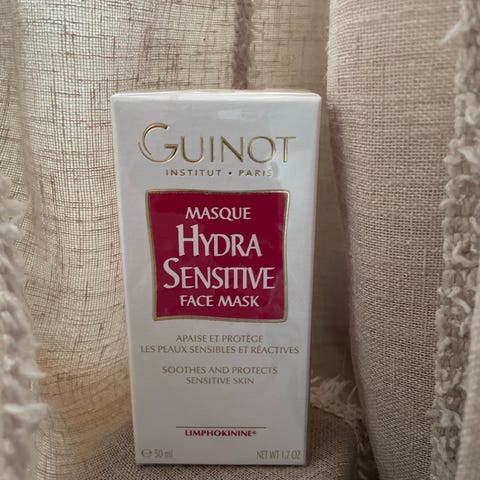 GUINOT
INSTITUT • PARIS
MASQUE
HYDRA
SENSITIVE
FACE MASK
APAISE ET PROTÈGE
LES PEAUX SENSIBLES ET RÉACTIVES
SOOTHES AND PROTECTS
SENSITIVE SKIN
LIMPHOKININE®
℮ 50 ml NET WT 1.7 OZ